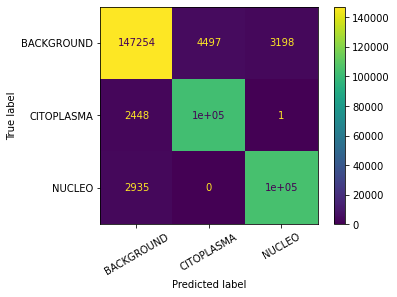 BACKGROUND 147254 4497 3198
CITOPLASMA 2448 1e+05 1
NUCLEO 2935 0 1e+05
True label
BACKGROUND CITOPLASMA NUCLEO
Predicted label
140000
120000
100000
80000
60000
40000
20000
0